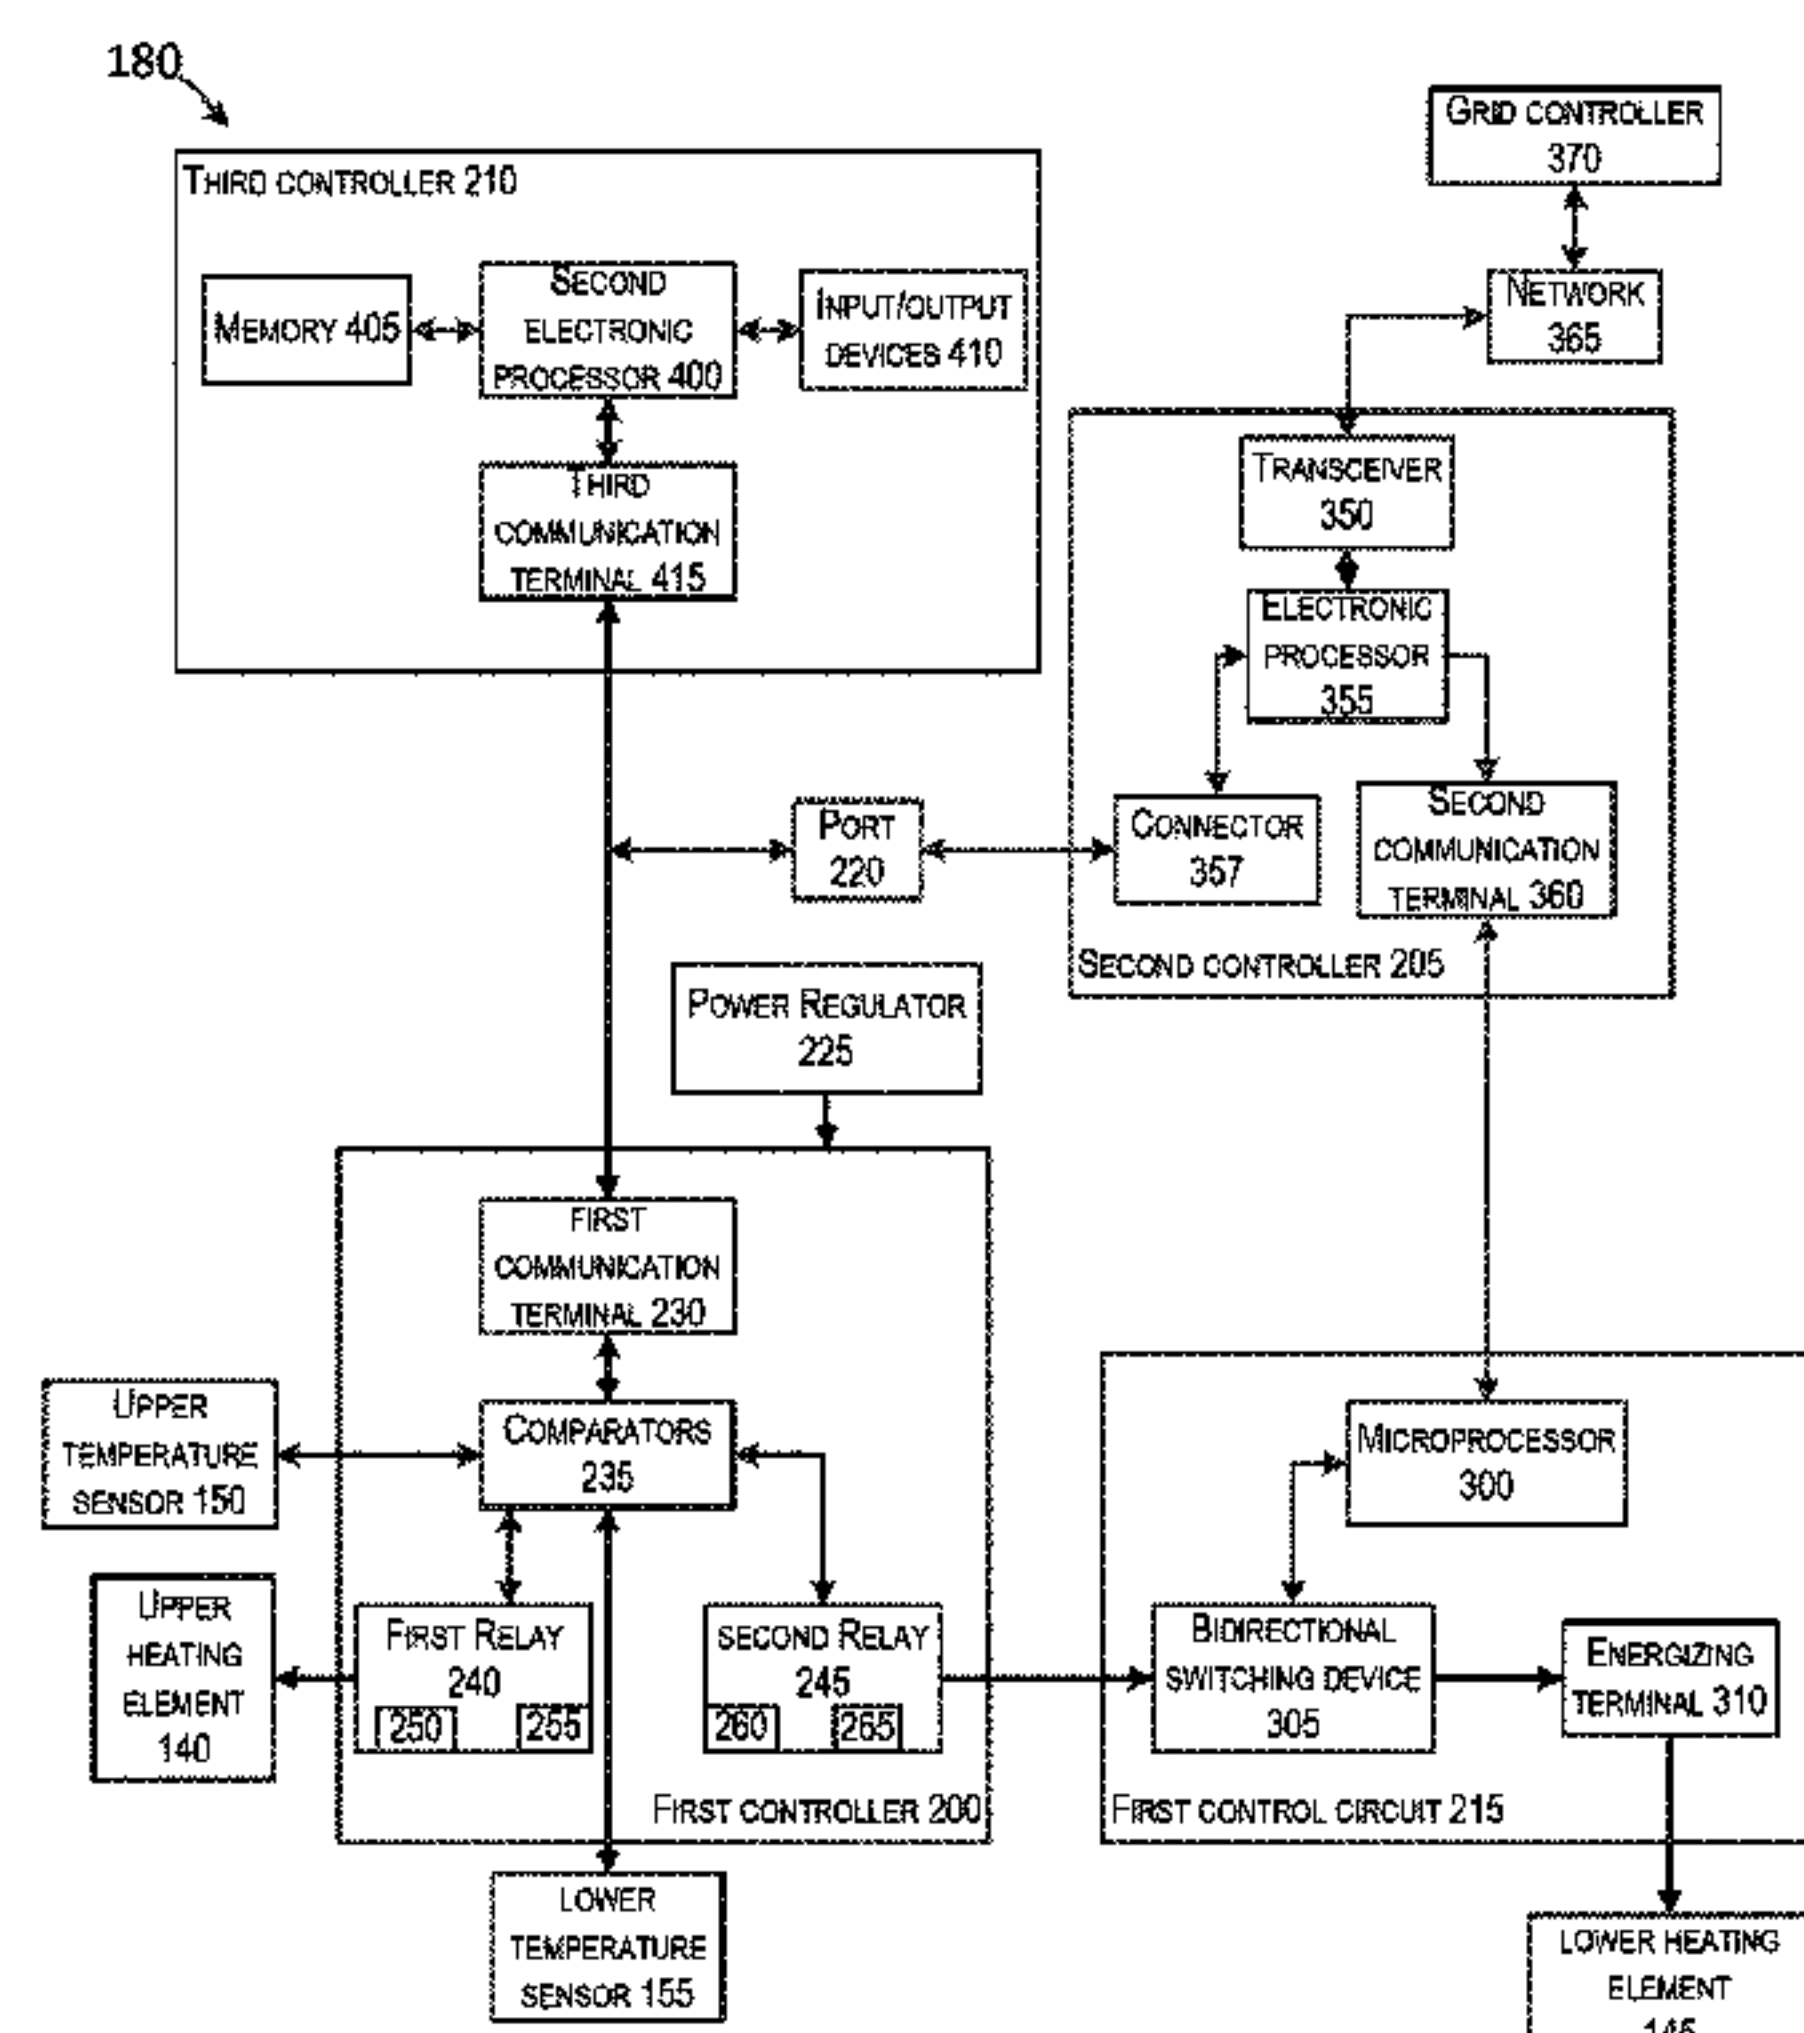 180
GRID CONTROLLER
370
THIRD CONTROLLER 210
NETWORK
365
MEMORY 405
SECOND
ELECTRONIC
PROCESSOR 400
INPUT/OUTPUT
DEVICES 410
THIRD
COMMUNICATION
TERMINAL 415
TRANSCEIVER
350
ELECTRONIC
PROCESSOR
355
PORT
220
CONNECTOR
357
SECOND
COMMUNICATION
TERMINAL 360
SECOND CONTROLLER 205
POWER REGULATOR
225
FIRST
COMMUNICATION
TERMINAL 230
UPPER
TEMPERATURE
SENSOR 150
COMPARATORS
235
MICROPROCESSOR
300
UPPER
HEATING
ELEMENT
140
FIRST RELAY
240
250
255
SECOND RELAY
245
260
265
BIDIRECTIONAL
SWITCHING DEVICE
305
ENERGIZING
TERMINAL 310
FIRST CONTROLLER 200
FIRST CONTROL CIRCUIT 215
LOWER
TEMPERATURE
SENSOR 155
LOWER HEATING
ELEMENT